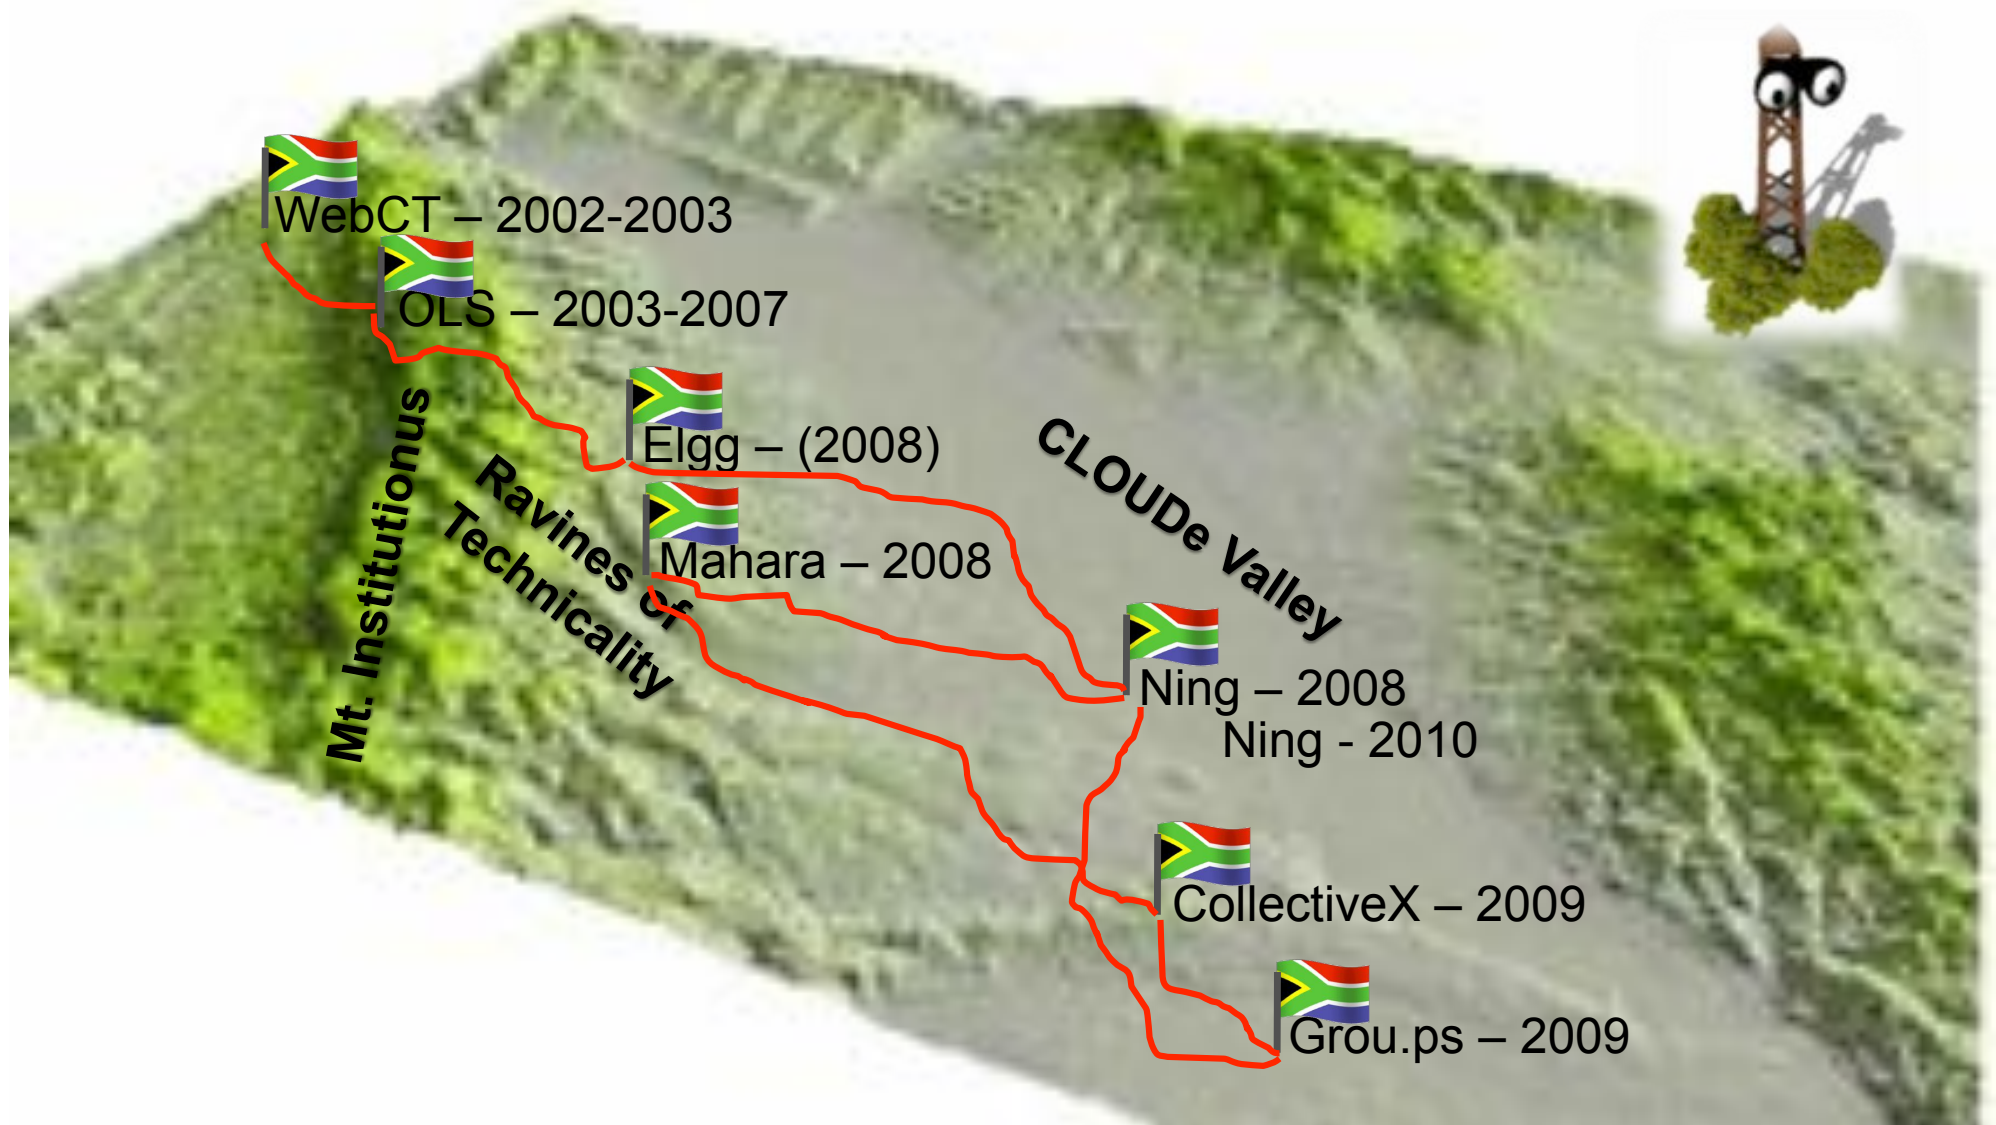 WebCT – 2002-2003
OLS – 2003-2007
Elgg – (2008)
CLOUDe Valley
Mt. Institutionus
Ravines of
Technicality
Mahara – 2008
Ning – 2008
Ning - 2010
CollectiveX – 2009
Grou.ps – 2009